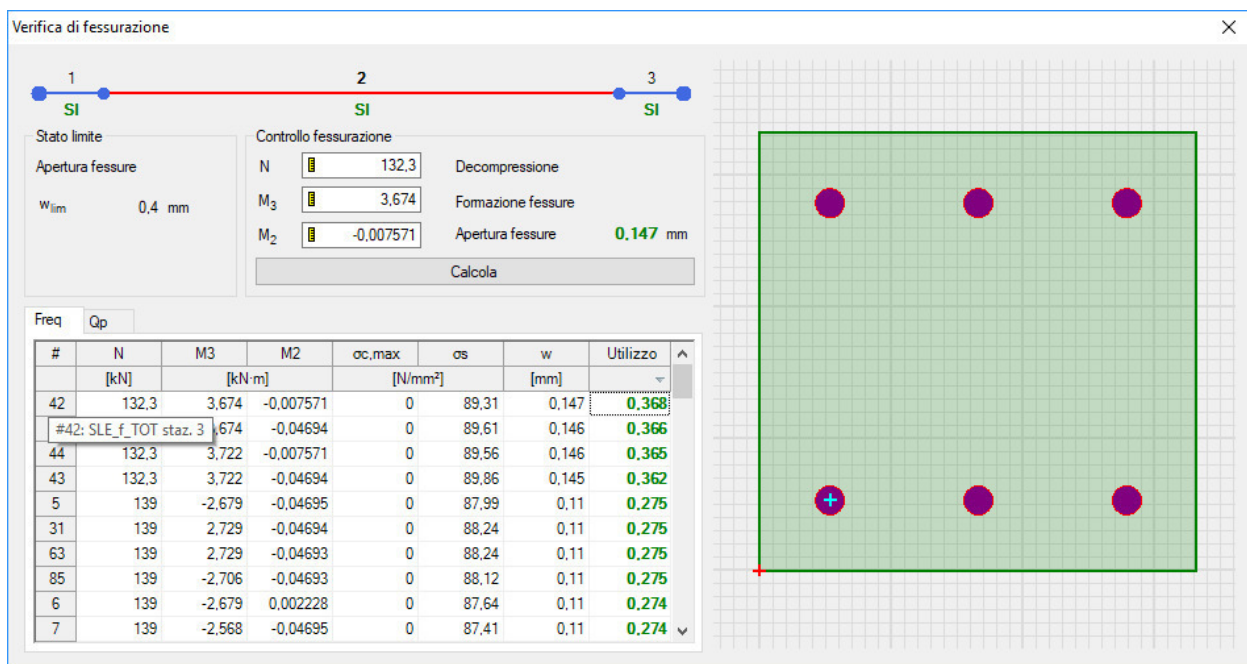 Verifica di fessurazione
1 2 3
SI SI SI
Stato limite
Apertura fessure
wlim 0,4 mm
Controllo fessurazione
N 132,3 Decompressione
M3 3,674 Formazione fessure
M2 -0,007571 Apertura fessure 0,147 mm
Calcola
Freq Qp
# N M3 M2 σc,max σs w Utilizzo
[kN] [kN·m] [N/mm²] [mm]
42 132,3 3,674 -0,007571 0 89,31 0,147 0,368
#42: SLE_f_TOT staz. 3 ,674 -0,04694 0 89,61 0,146 0,366
44 132,3 3,722 -0,007571 0 89,56 0,146 0,365
43 132,3 3,722 -0,04694 0 89,86 0,145 0,362
5 139 -2,679 -0,04695 0 87,99 0,11 0,275
31 139 2,729 -0,04694 0 88,24 0,11 0,275
63 139 2,729 -0,04693 0 88,24 0,11 0,275
85 139 -2,706 -0,04693 0 88,12 0,11 0,275
6 139 -2,679 0,002228 0 87,64 0,11 0,274
7 139 -2,568 -0,04695 0 87,41 0,11 0,274